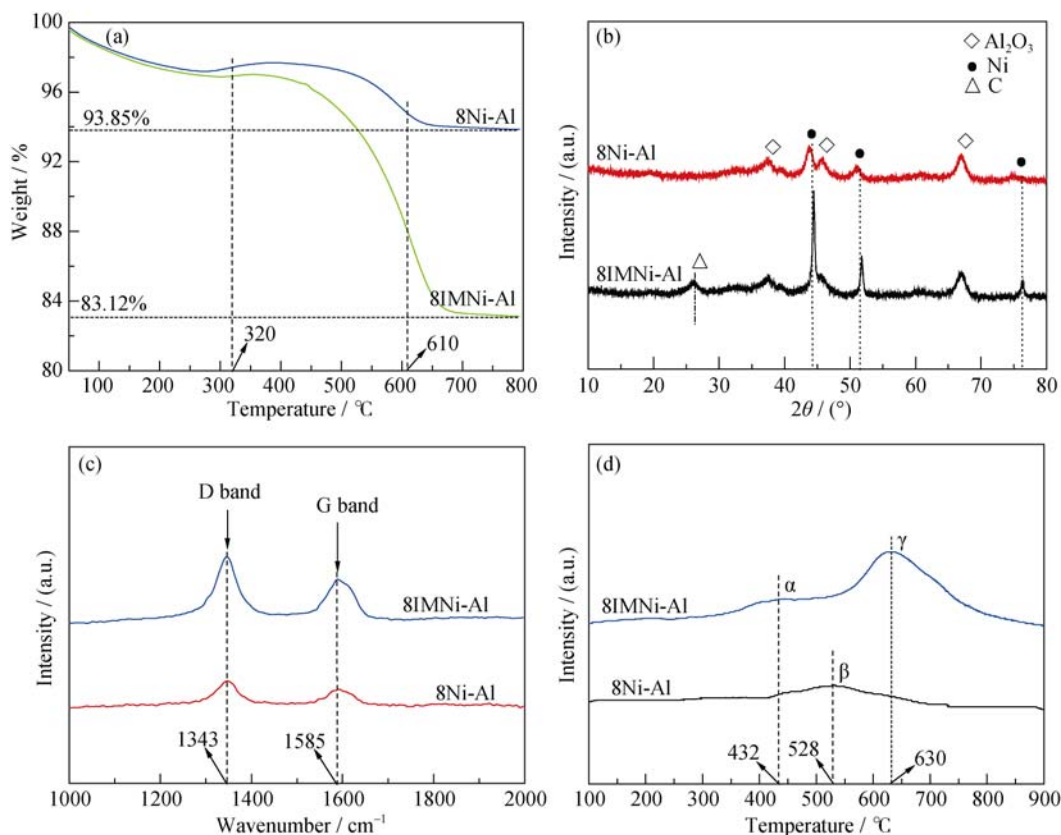 (a)
100
96
92
88
84
80
Weight / %
93.85%
83.12%
8Ni-Al
8IMNi-Al
320
610
100 200 300 400 500 600 700 800
Temperature / ℃
(b)
◇ Al₂O₃
● Ni
△ C
8Ni-Al
8IMNi-Al
Intensity / (a.u.)
10 20 30 40 50 60 70 80
2θ / (°)
(c)
D band
G band
8IMNi-Al
8Ni-Al
Intensity / (a.u.)
1343
1585
1000 1200 1400 1600 1800 2000
Wavenumber / cm⁻¹
(d)
γ
α
8IMNi-Al
β
8Ni-Al
Intensity / (a.u.)
432
528
630
100 200 300 400 500 600 700 800 900
Temperature / ℃